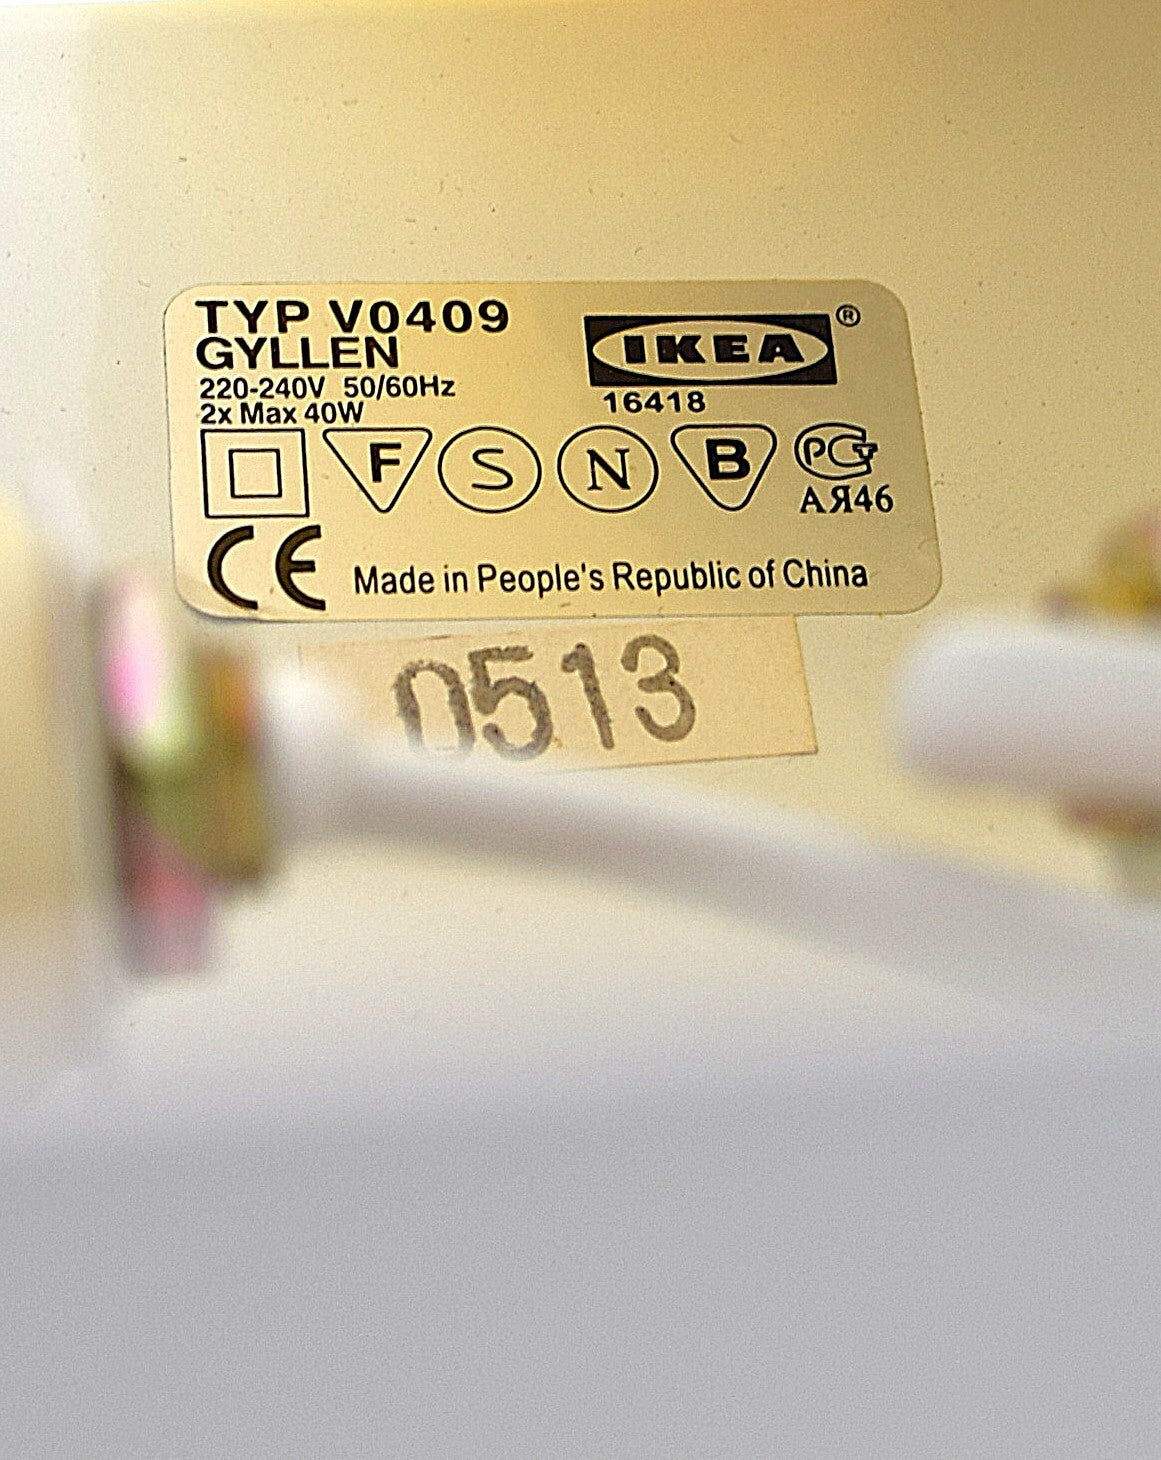 TYP V0409
GYLLEN
220-240V 50/60Hz
2x Max 40W
IKEA ®
16418
F S N B PCT
АЯ46
CE Made in People's Republic of China
0513